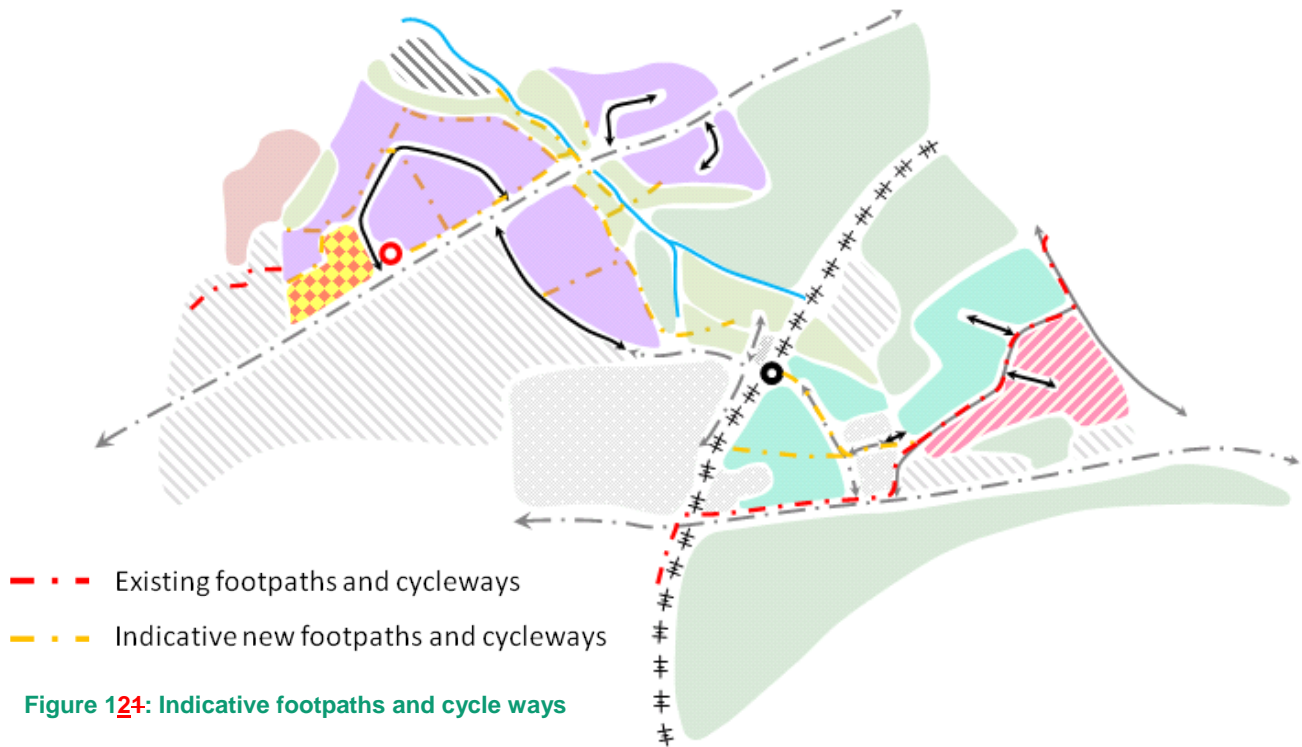 Existing footpaths and cycleways
Indicative new footpaths and cycleways
Figure 121: Indicative footpaths and cycle ways